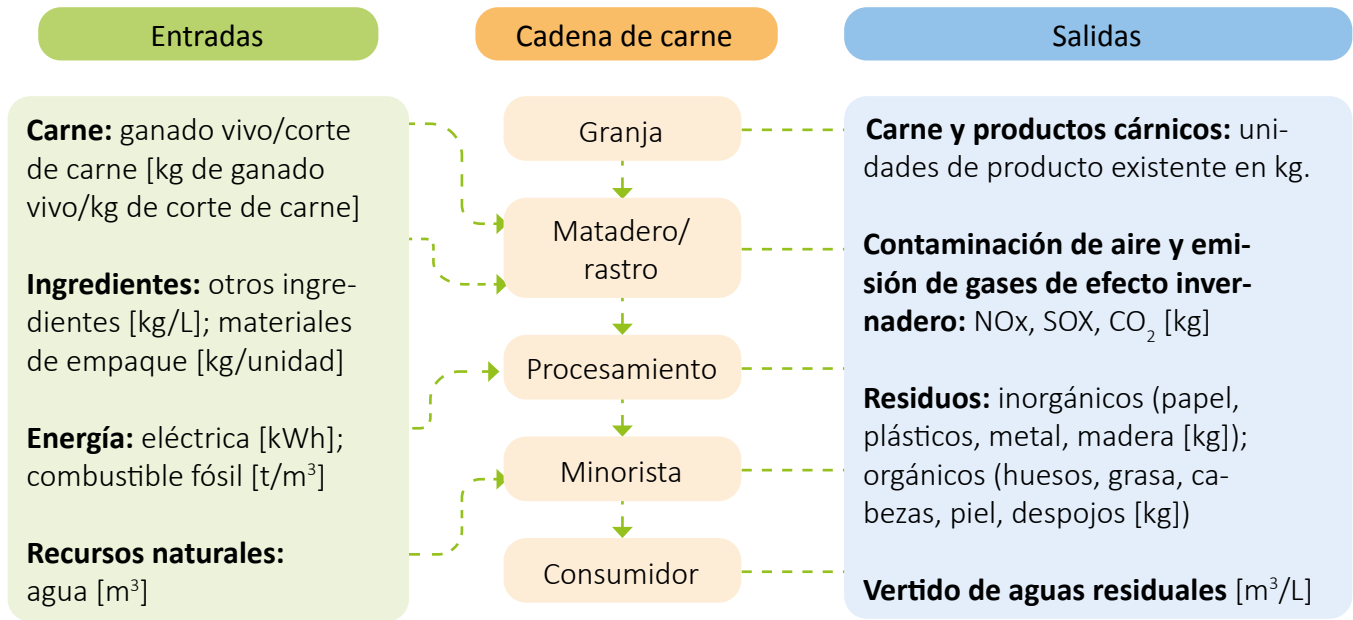 Entradas
Carne: ganado vivo/corte
de carne [kg de ganado
vivo/kg de corte de carne]
Ingredientes: otros ingre-
dientes [kg/L]; materiales
de empaque [kg/unidad]
Energía: eléctrica [kWh];
combustible fósil [t/m³]
Recursos naturales:
agua [m³]
Cadena de carne
Granja
Matadero/
rastro
Procesamiento
Minorista
Consumidor
Salidas
Carne y productos cárnicos: uni-
dades de producto existente en kg.
Contaminación de aire y emi-
sión de gases de efecto inver-
nadero: NOx, SOX, CO₂ [kg]
Residuos: inorgánicos (papel,
plásticos, metal, madera [kg]);
orgánicos (huesos, grasa, ca-
bezas, piel, despojos [kg])
Vertido de aguas residuales [m³/L]